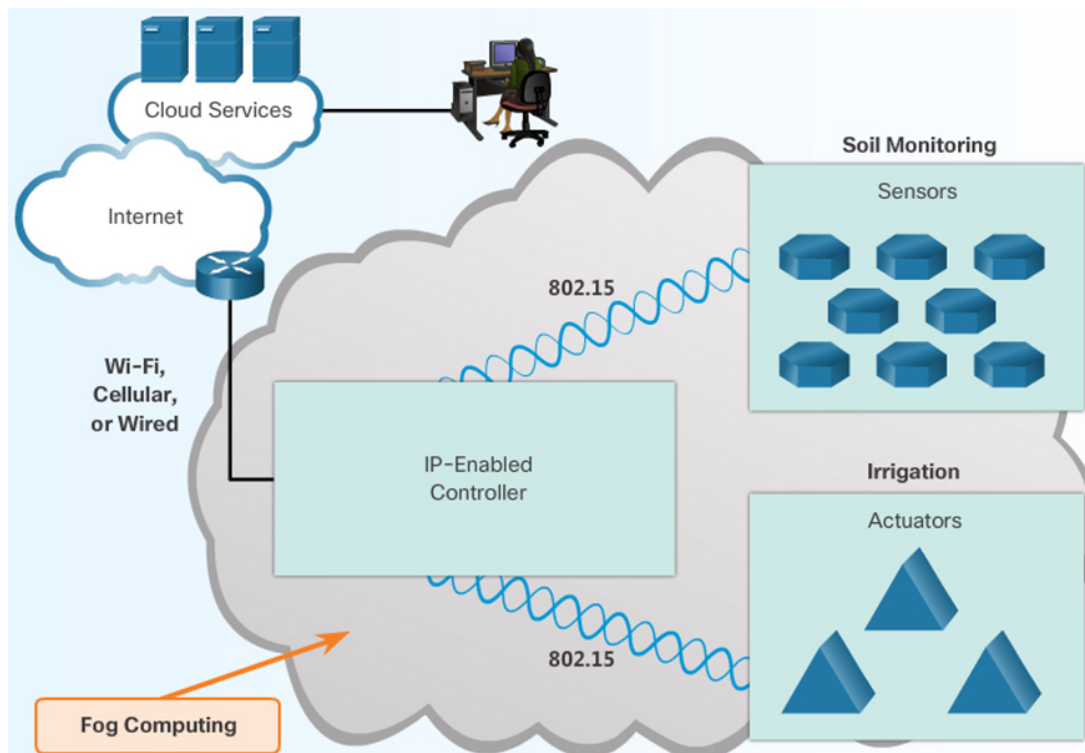 Cloud Services
Internet
Wi-Fi,
Cellular,
or Wired
802.15
IP-Enabled
Controller
802.15
Soil Monitoring
Sensors
Irrigation
Actuators
Fog Computing